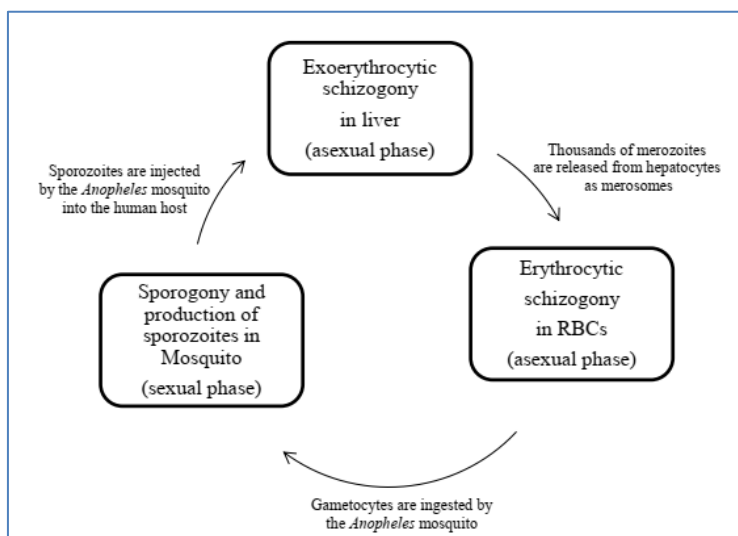 Exoerythrocytic
schizogony
in liver
(asexual phase)
Thousands of merozoites
are released from hepatocytes
as merosomes
Sporozoites are injected
by the Anopheles mosquito
into the human host
Erythrocytic
schizogony
in RBCs
(asexual phase)
Sporogony and
production of
sporozoites in
Mosquito
(sexual phase)
Gametocytes are ingested by
the Anopheles mosquito